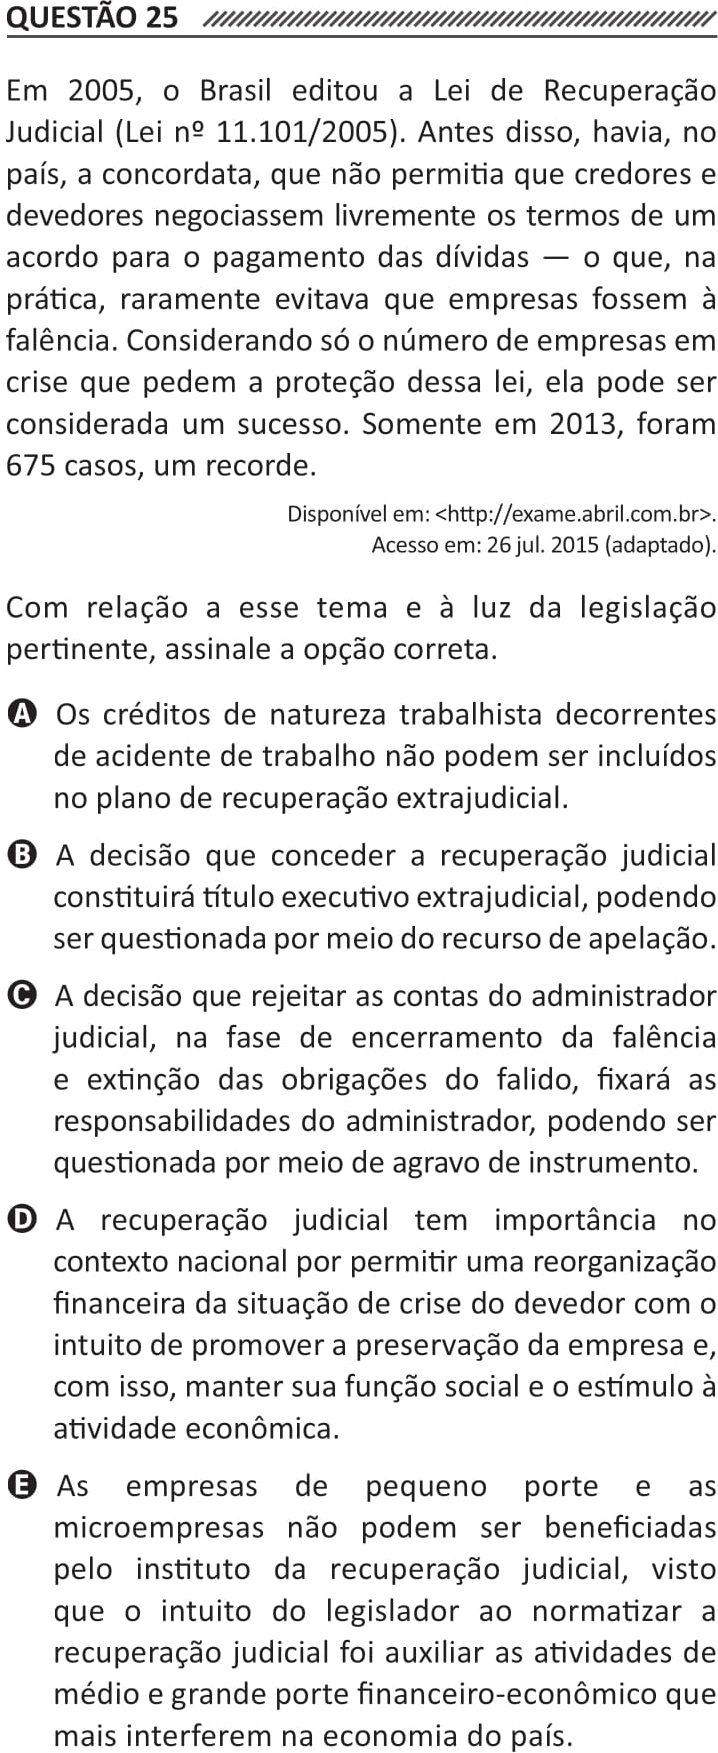 QUESTÃO 25
Em 2005, o Brasil editou a Lei de Recuperação
Judicial (Lei nº 11.101/2005). Antes disso, havia, no
país, a concordata, que não permitia que credores e
devedores negociassem livremente os termos de um
acordo para o pagamento das dívidas — o que, na
prática, raramente evitava que empresas fossem à
falência. Considerando só o número de empresas em
crise que pedem a proteção dessa lei, ela pode ser
considerada um sucesso. Somente em 2013, foram
675 casos, um recorde.
Disponível em: <http://exame.abril.com.br>.
Acesso em: 26 jul. 2015 (adaptado).
Com relação a esse tema e à luz da legislação
pertinente, assinale a opção correta.
A Os créditos de natureza trabalhista decorrentes
de acidente de trabalho não podem ser incluídos
no plano de recuperação extrajudicial.
B A decisão que conceder a recuperação judicial
constituirá título executivo extrajudicial, podendo
ser questionada por meio do recurso de apelação.
C A decisão que rejeitar as contas do administrador
judicial, na fase de encerramento da falência
e extinção das obrigações do falido, fixará as
responsabilidades do administrador, podendo ser
questionada por meio de agravo de instrumento.
D A recuperação judicial tem importância no
contexto nacional por permitir uma reorganização
financeira da situação de crise do devedor com o
intuito de promover a preservação da empresa e,
com isso, manter sua função social e o estímulo à
atividade econômica.
E As empresas de pequeno porte e as
microempresas não podem ser beneficiadas
pelo instituto da recuperação judicial, visto
que o intuito do legislador ao normatizar a
recuperação judicial foi auxiliar as atividades de
médio e grande porte financeiro-econômico que
mais interferem na economia do país.